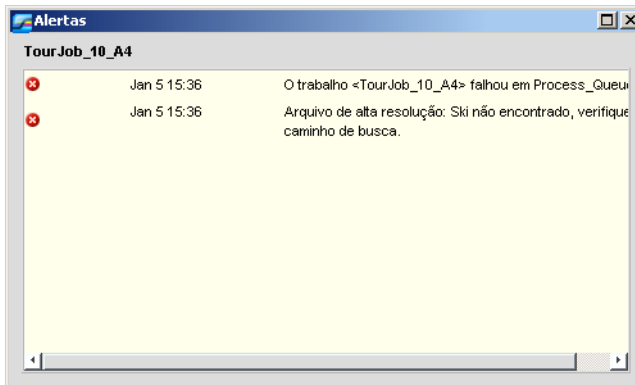 Alertas
TourJob_10_A4
Jan 5 15:36 O trabalho <TourJob_10_A4> falhou em
Jan 5 15:36 Arquivo de alta resolução: Ski não encontrado, verifique
caminho de busca.